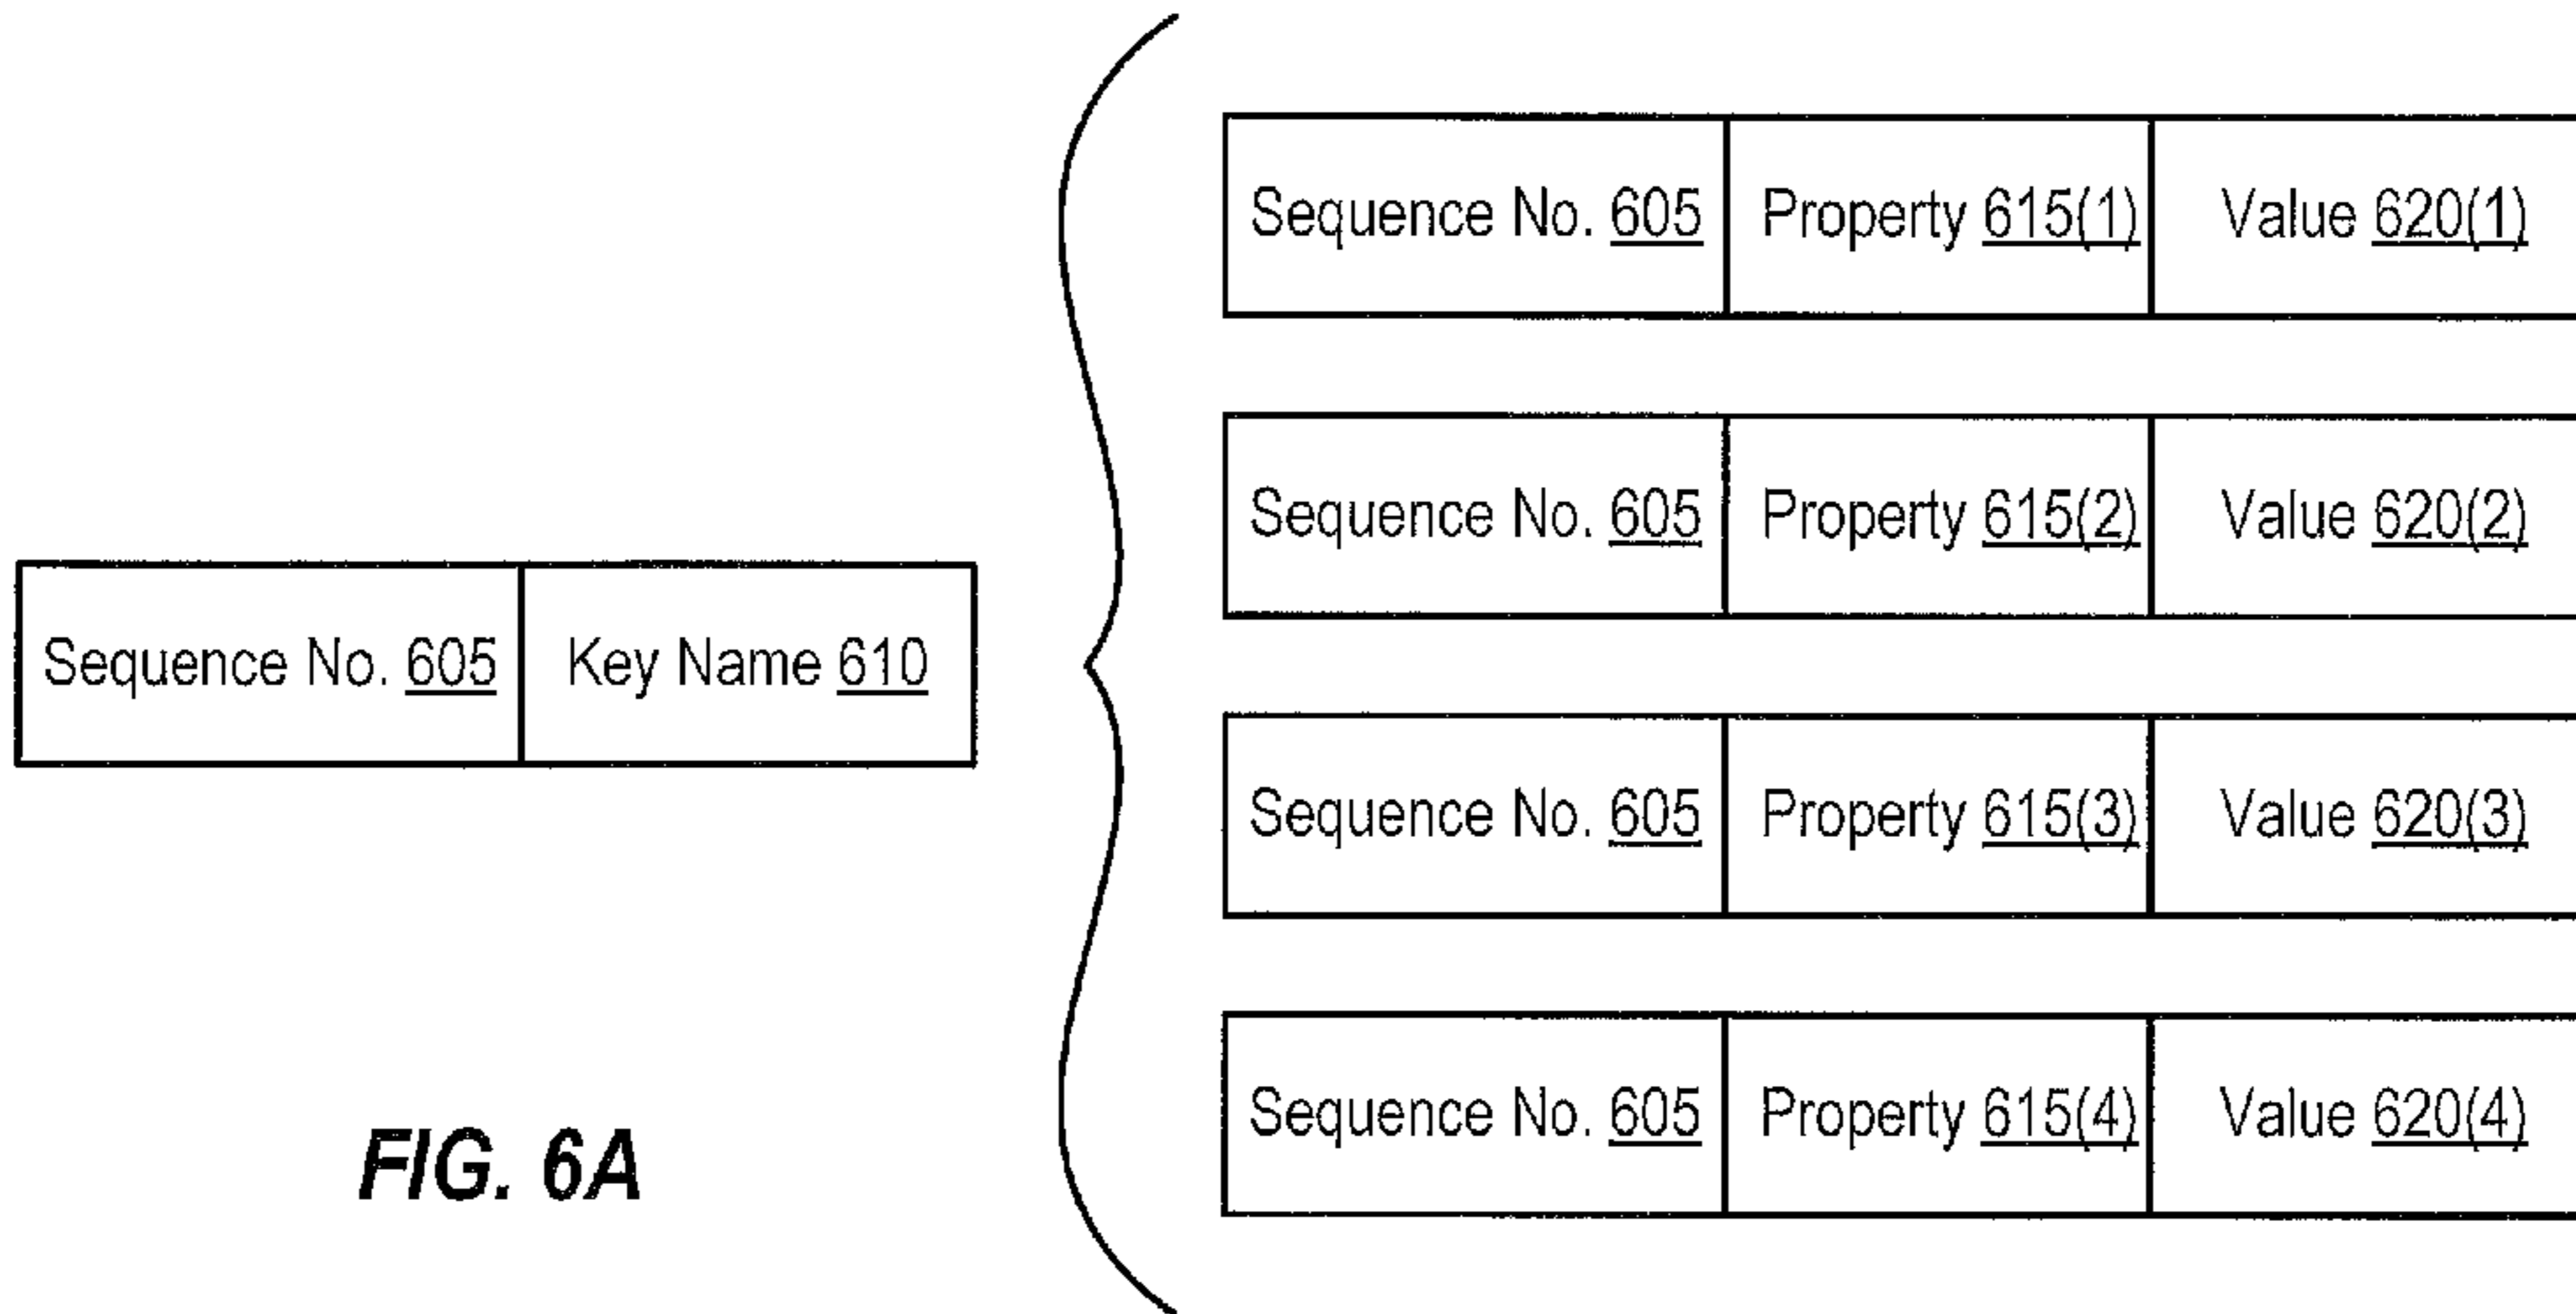 Sequence No. 605 Property 615(1) Value 620(1)
Sequence No. 605 Property 615(2) Value 620(2)
Sequence No. 605 Key Name 610
Sequence No. 605 Property 615(3) Value 620(3)
Sequence No. 605 Property 615(4) Value 620(4)
FIG. 6A